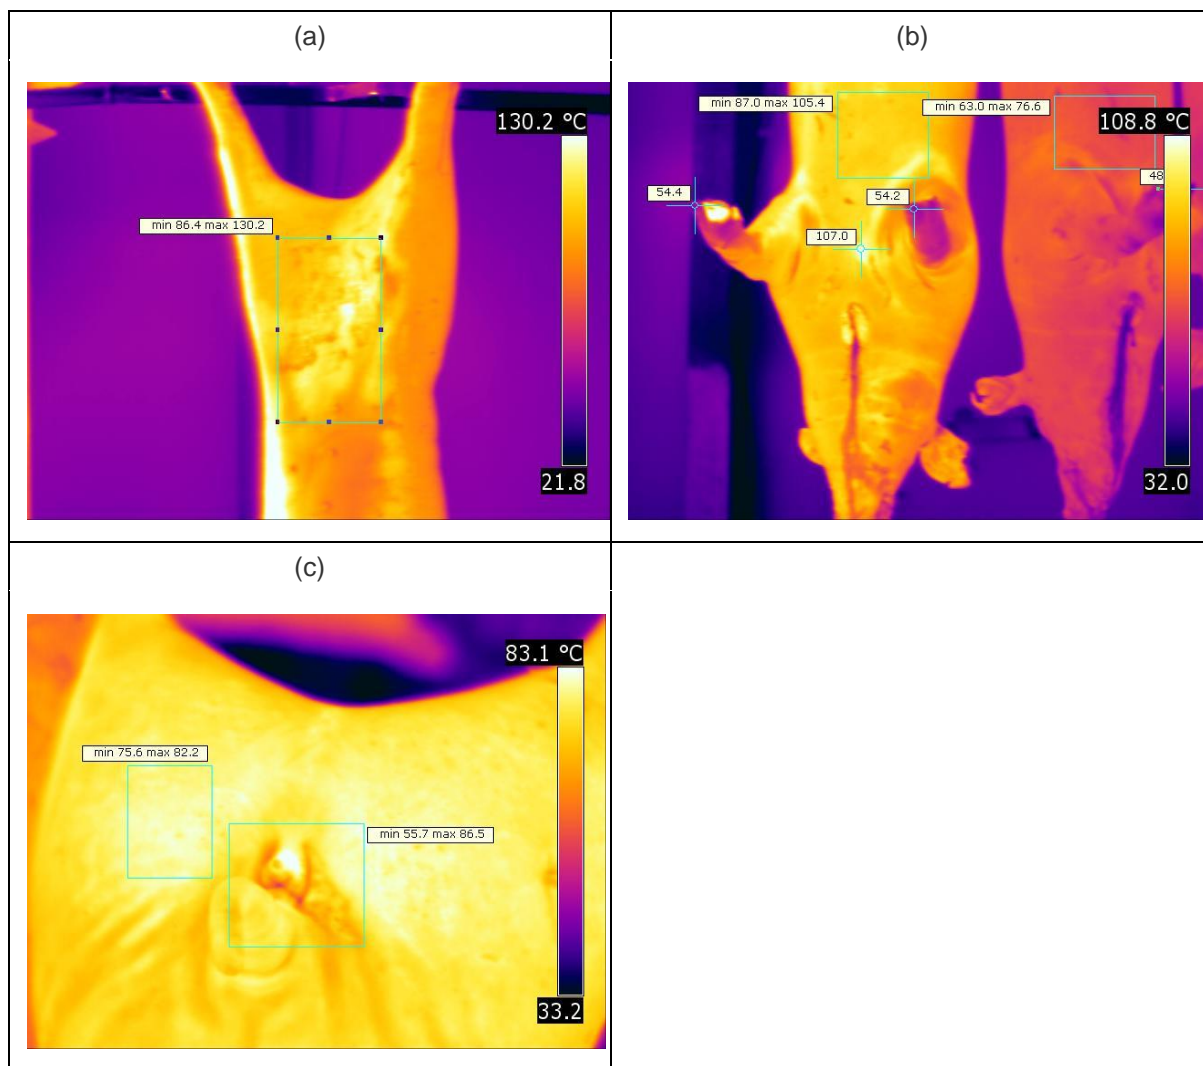 (a)
(b)
130.2 °C
min 86.4 max 130.2
21.8
min 87.0 max 105.4
min 63.0 max 76.6
108.8 °C
54.4
54.2
48
107.0
32.0
(c)
83.1 °C
min 75.6 max 82.2
min 55.7 max 86.5
33.2